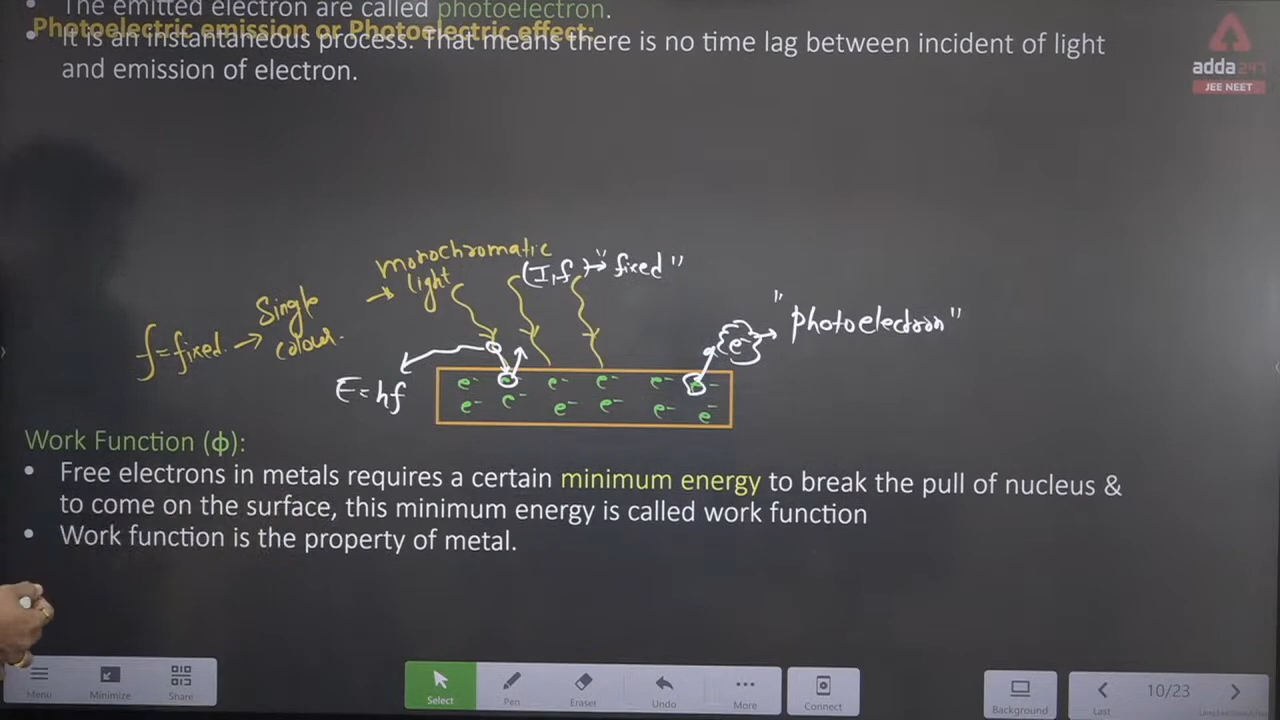 The emitted electron are called photoelectron.
Photoelectric emission or Photoelectric effect:
• It is an instantaneous process. That means there is no time lag between incident of light
and emission of electron.
adda247
JEE NEET
monochromatic
light
(I,f) → "fixed"
f = fixed. → Single
colour.
"Photoelectron"
e-
E = hf
e- e- e- e- e- e-
e- e- e- e- e- e-
Work Function (ϕ):
• Free electrons in metals requires a certain minimum energy to break the pull of nucleus &
to come on the surface, this minimum energy is called work function
• Work function is the property of metal.
Menu
Minimize
Share
Select
Pen
Eraser
Undo
More
Connect
Background
Last
10/23